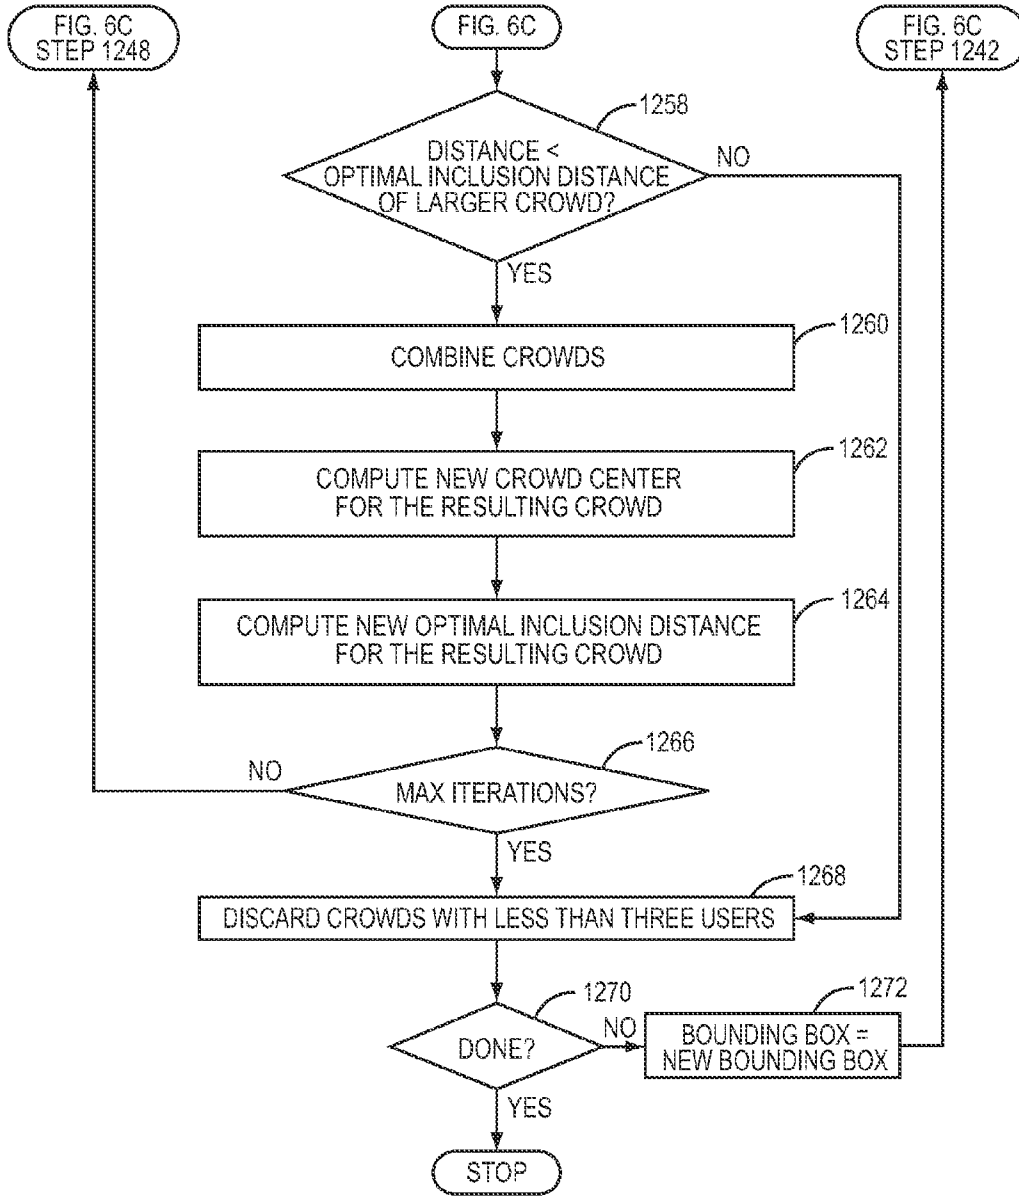 FIG. 6C
STEP 1248
FIG. 6C
FIG. 6C
STEP 1242
1258
DISTANCE <
OPTIMAL INCLUSION DISTANCE
OF LARGER CROWD?
NO
YES
1260
COMBINE CROWDS
1262
COMPUTE NEW CROWD CENTER
FOR THE RESULTING CROWD
1264
COMPUTE NEW OPTIMAL INCLUSION DISTANCE
FOR THE RESULTING CROWD
1266
NO
MAX ITERATIONS?
YES
1268
DISCARD CROWDS WITH LESS THAN THREE USERS
1270
1272
DONE?
NO
BOUNDING BOX =
NEW BOUNDING BOX
YES
STOP